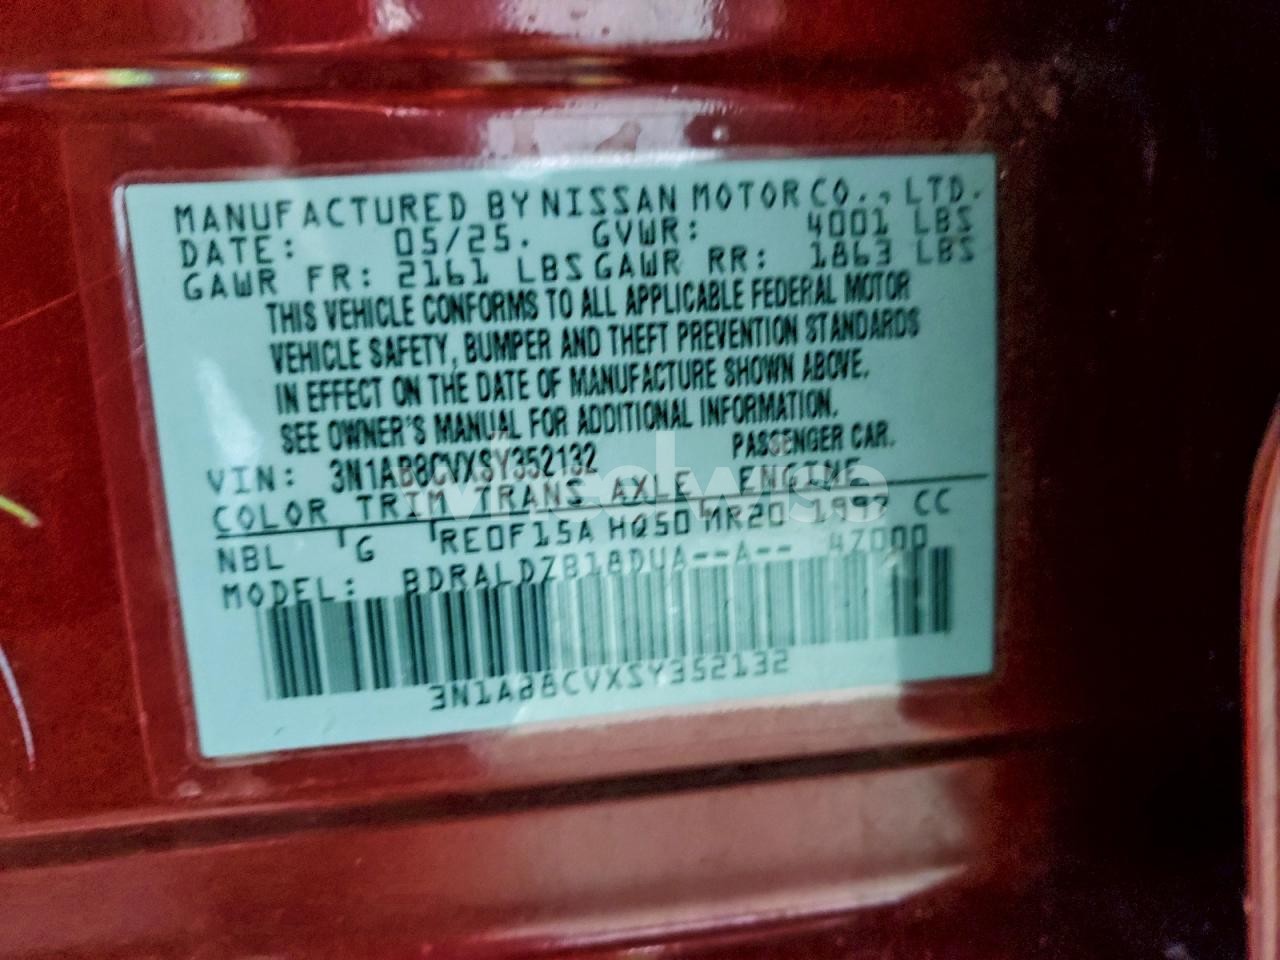 MANUFACTURED BY NISSAN MOTOR CO., LTD.
DATE: 05/25. GVWR: 4001 LBS
GAWR FR: 2161 LBS GAWR RR: 1863 LBS
THIS VEHICLE CONFORMS TO ALL APPLICABLE FEDERAL MOTOR
VEHICLE SAFETY, BUMPER AND THEFT PREVENTION STANDARDS
IN EFFECT ON THE DATE OF MANUFACTURE SHOWN ABOVE.
SEE OWNER'S MANUAL FOR ADDITIONAL INFORMATION.
VIN: 3N1AB8CVXSY352132 PASSENGER CAR.
COLOR TRIM TRANS AXLE ENGINE
NBL G RE0F15A HQ50 MR20 1997 CC
MODEL: BDRALDZB18DUA--A-- 47000
3N1AB8CVXSY352132